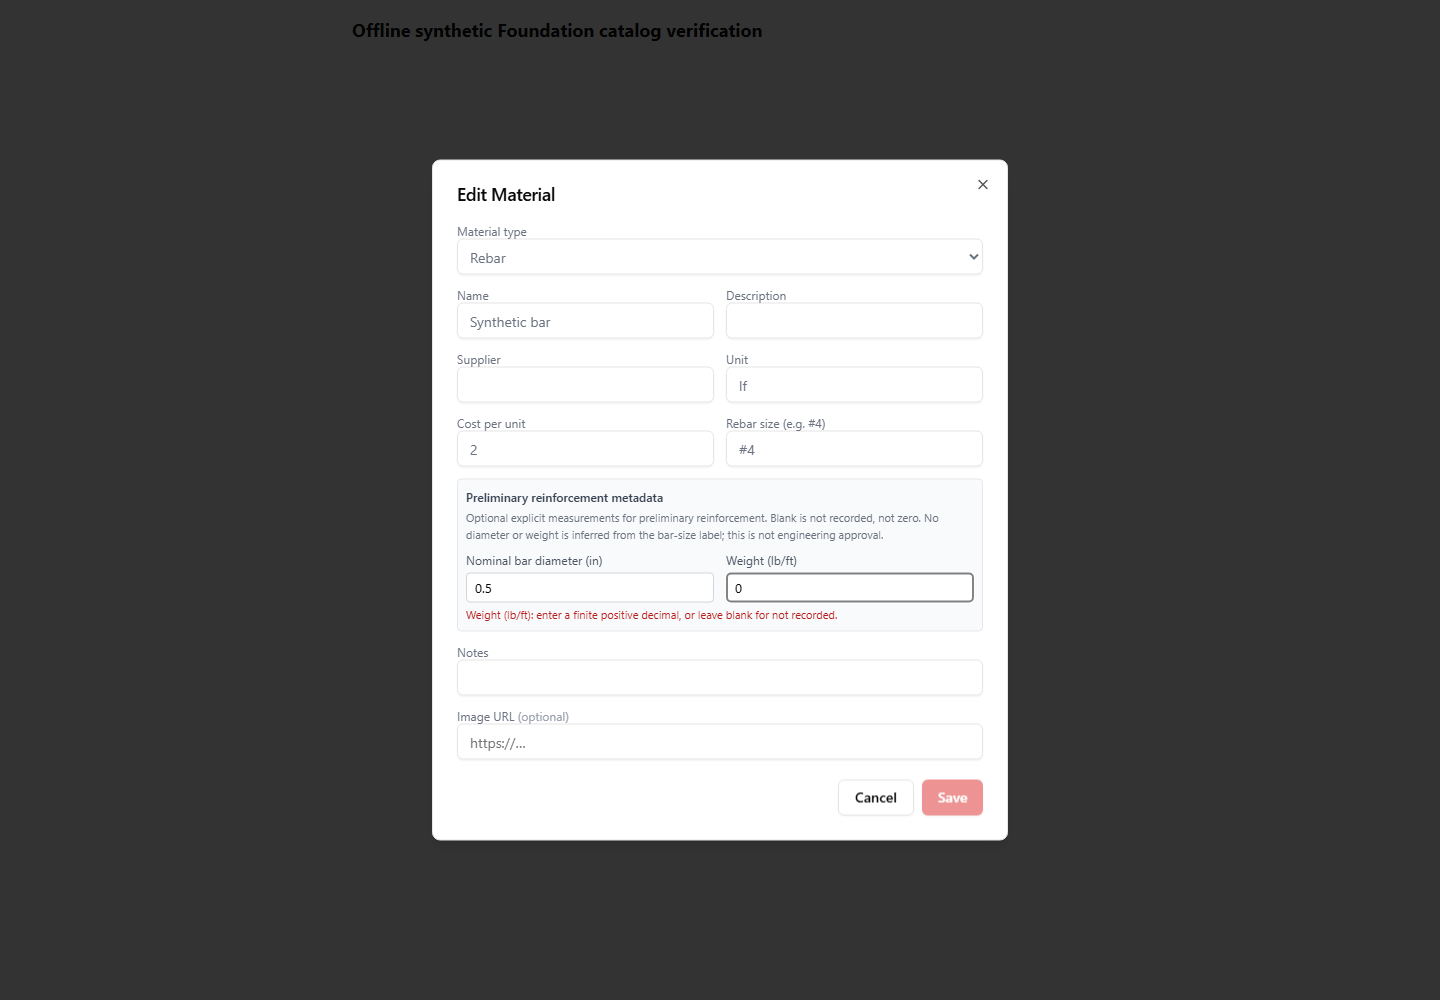 Offline synthetic Foundation catalog verification
Edit Material
Material type
Rebar
Name
Description
Synthetic bar
Supplier
Unit
lf
Cost per unit
Rebar size (e.g. #4)
2
#4
Preliminary reinforcement metadata
Optional explicit measurements for preliminary reinforcement. Blank is not recorded, not zero. No
diameter or weight is inferred from the bar-size label; this is not engineering approval.
Nominal bar diameter (in)
Weight (lb/ft)
0.5
0
Weight (lb/ft): enter a finite positive decimal, or leave blank for not recorded.
Notes
Image URL (optional)
https://...
Cancel
Save